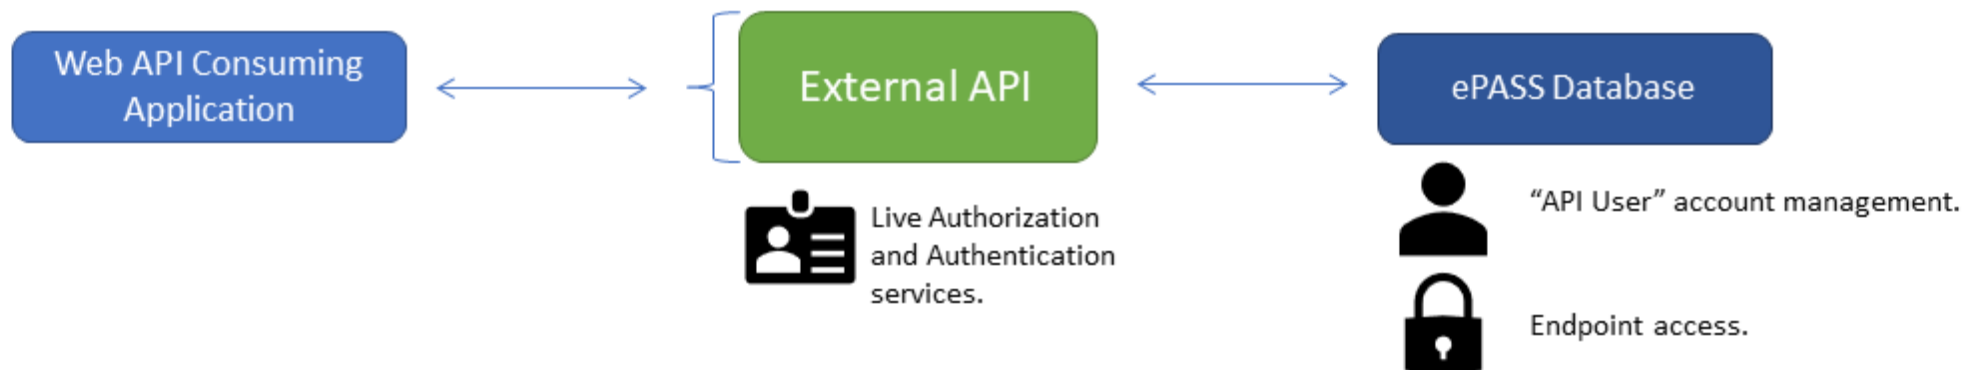 Web API Consuming
Application
External API
ePASS Database
Live Authorization
and Authentication
services.
“API User” account management.
Endpoint access.